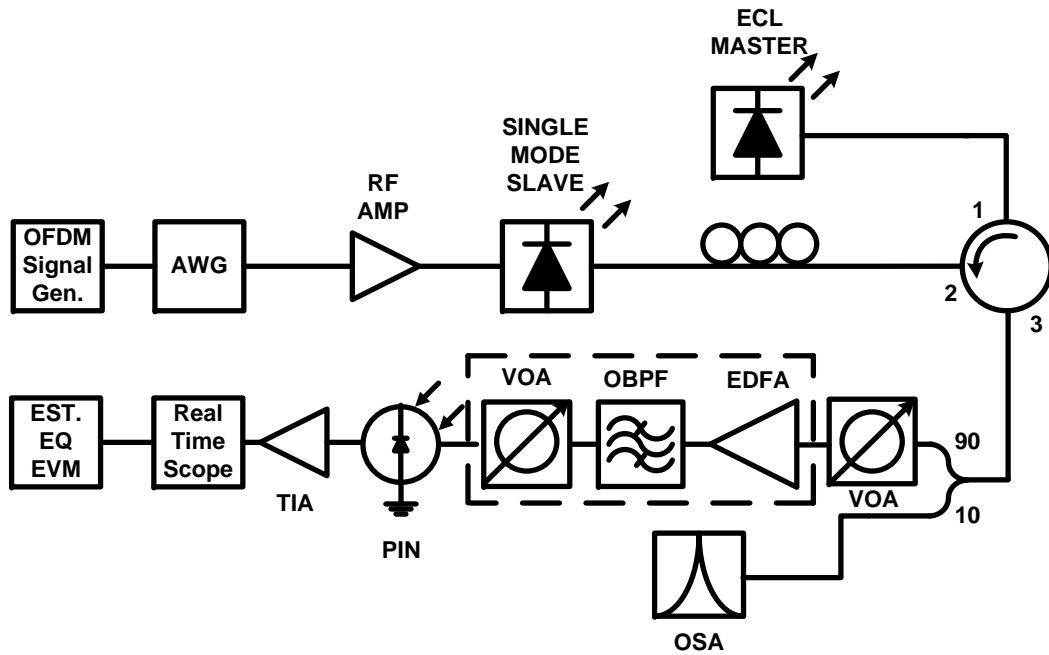 ECL
MASTER
SINGLE
MODE
SLAVE
RF
AMP
1
OFDM
Signal
Gen.
AWG
2
3
VOA
OBPF
EDFA
EST.
EQ
EVM
Real
Time
Scope
90
TIA
VOA
10
PIN
OSA